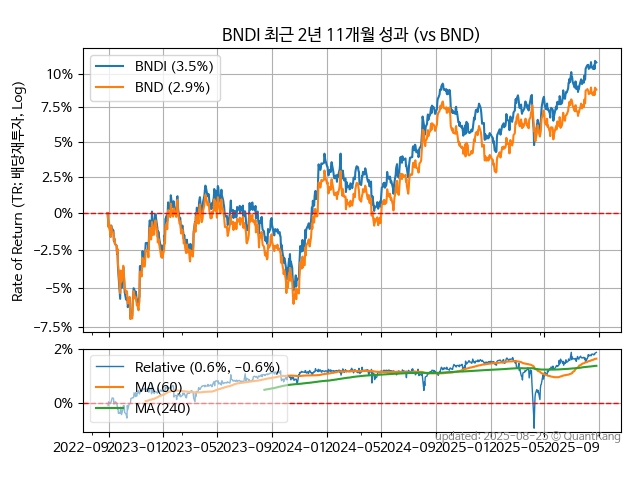 BNDI 최근 2년 11개월 성과 (vs BND)
BNDI (3.5%)
BND (2.9%)
Rate of Return (TR: 배당재투자, Log)
10%
7.5%
5%
2.5%
0%
−2.5%
−5%
−7.5%
Relative (0.6%, −0.6%)
MA(60)
MA(240)
2%
0%
2022-09
2023-01
2023-05
2023-09
2024-01
2024-05
2024-09
2025-01
2025-05
2025-09
updated: 2025-08-25 © QuantKang